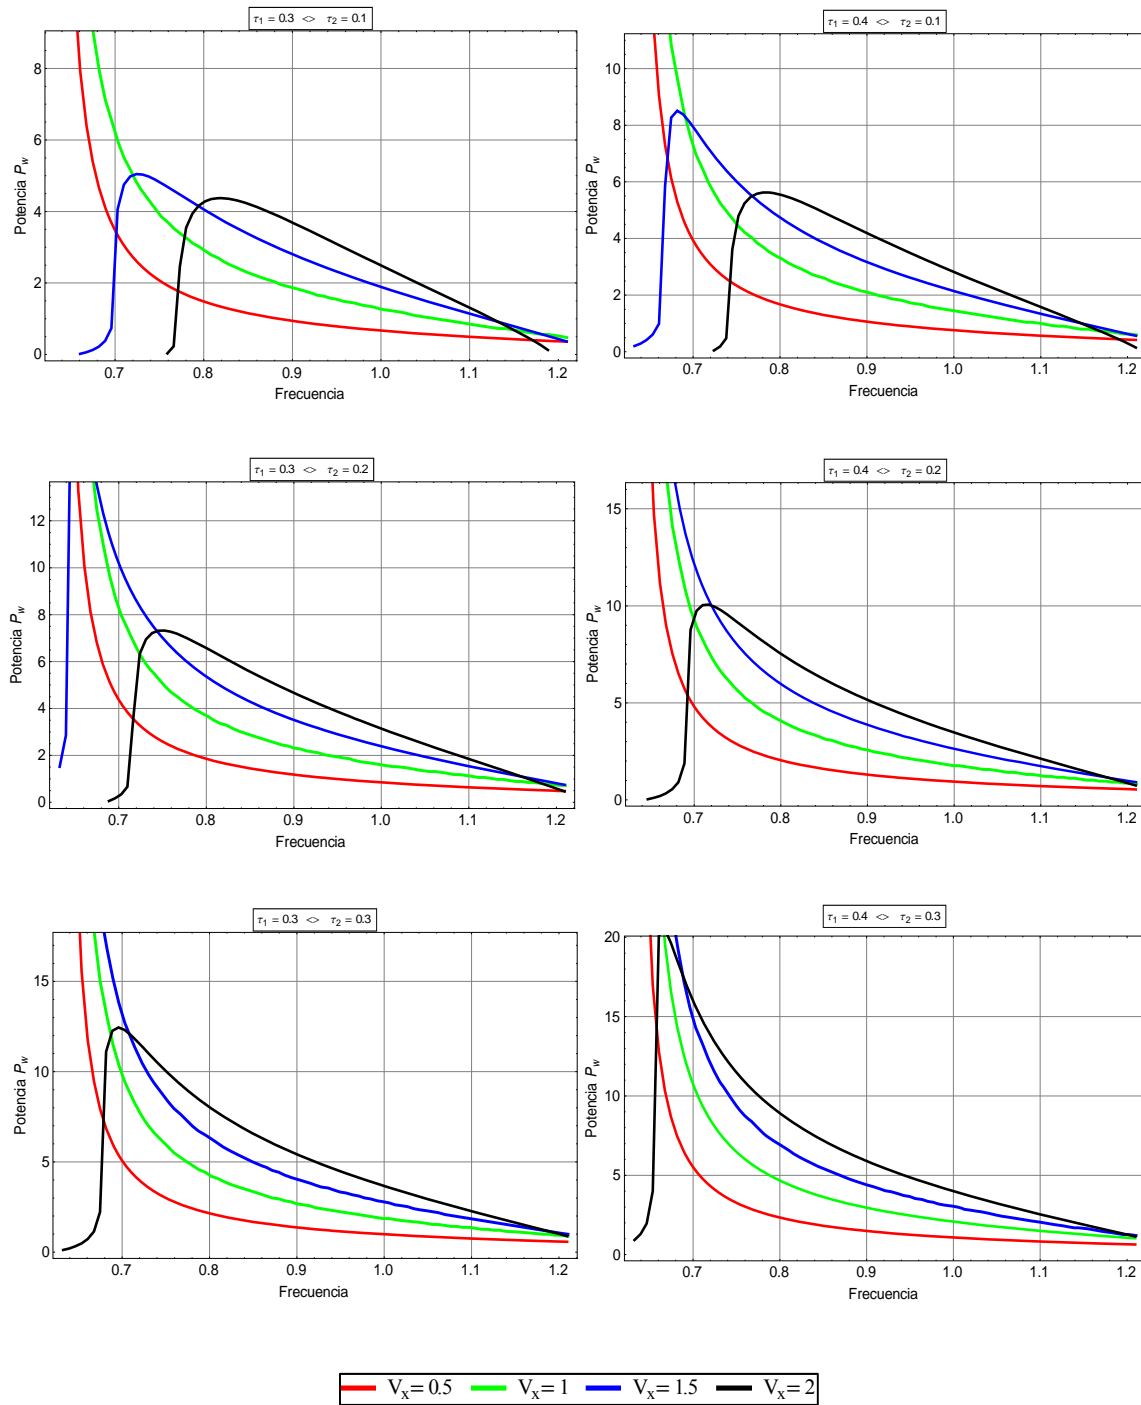 τ1 = 0.3 <> τ2 = 0.1
8
6
4
2
0
Potencia Pw
0.7 0.8 0.9 1.0 1.1 1.2
Frecuencia
τ1 = 0.4 <> τ2 = 0.1
10
8
6
4
2
0
Potencia Pw
0.7 0.8 0.9 1.0 1.1 1.2
Frecuencia
τ1 = 0.3 <> τ2 = 0.2
12
10
8
6
4
2
0
Potencia Pw
0.7 0.8 0.9 1.0 1.1 1.2
Frecuencia
τ1 = 0.4 <> τ2 = 0.2
15
10
5
0
Potencia Pw
0.7 0.8 0.9 1.0 1.1 1.2
Frecuencia
τ1 = 0.3 <> τ2 = 0.3
15
10
5
0
Potencia Pw
0.7 0.8 0.9 1.0 1.1 1.2
Frecuencia
τ1 = 0.4 <> τ2 = 0.3
20
15
10
5
0
Potencia Pw
0.7 0.8 0.9 1.0 1.1 1.2
Frecuencia
Vx= 0.5 Vx= 1 Vx= 1.5 Vx= 2